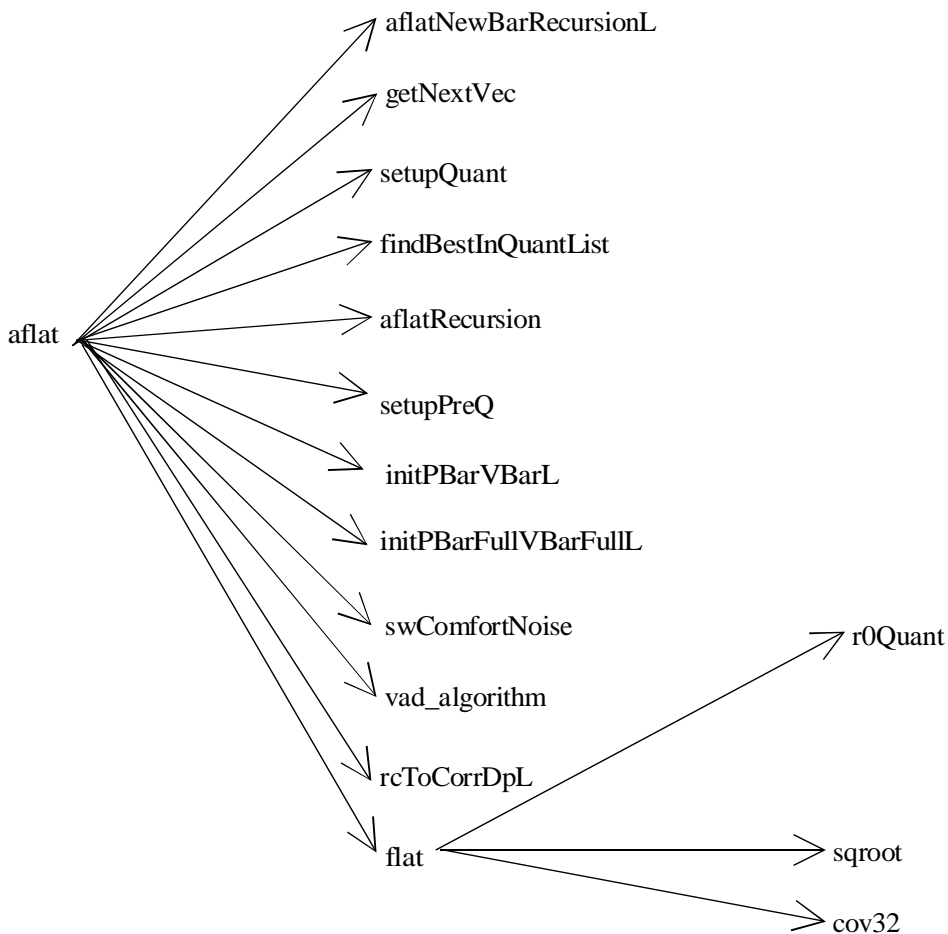 aflatNewBarRecursionL
getNextVec
setupQuant
findBestInQuantList
aflatRecursion
aflat
setupPreQ
initPBarVBarL
initPBarFullVBarFullL
swComfortNoise
r0Quant
vad_algorithm
rcToCorrDpL
flat
sqroot
cov32